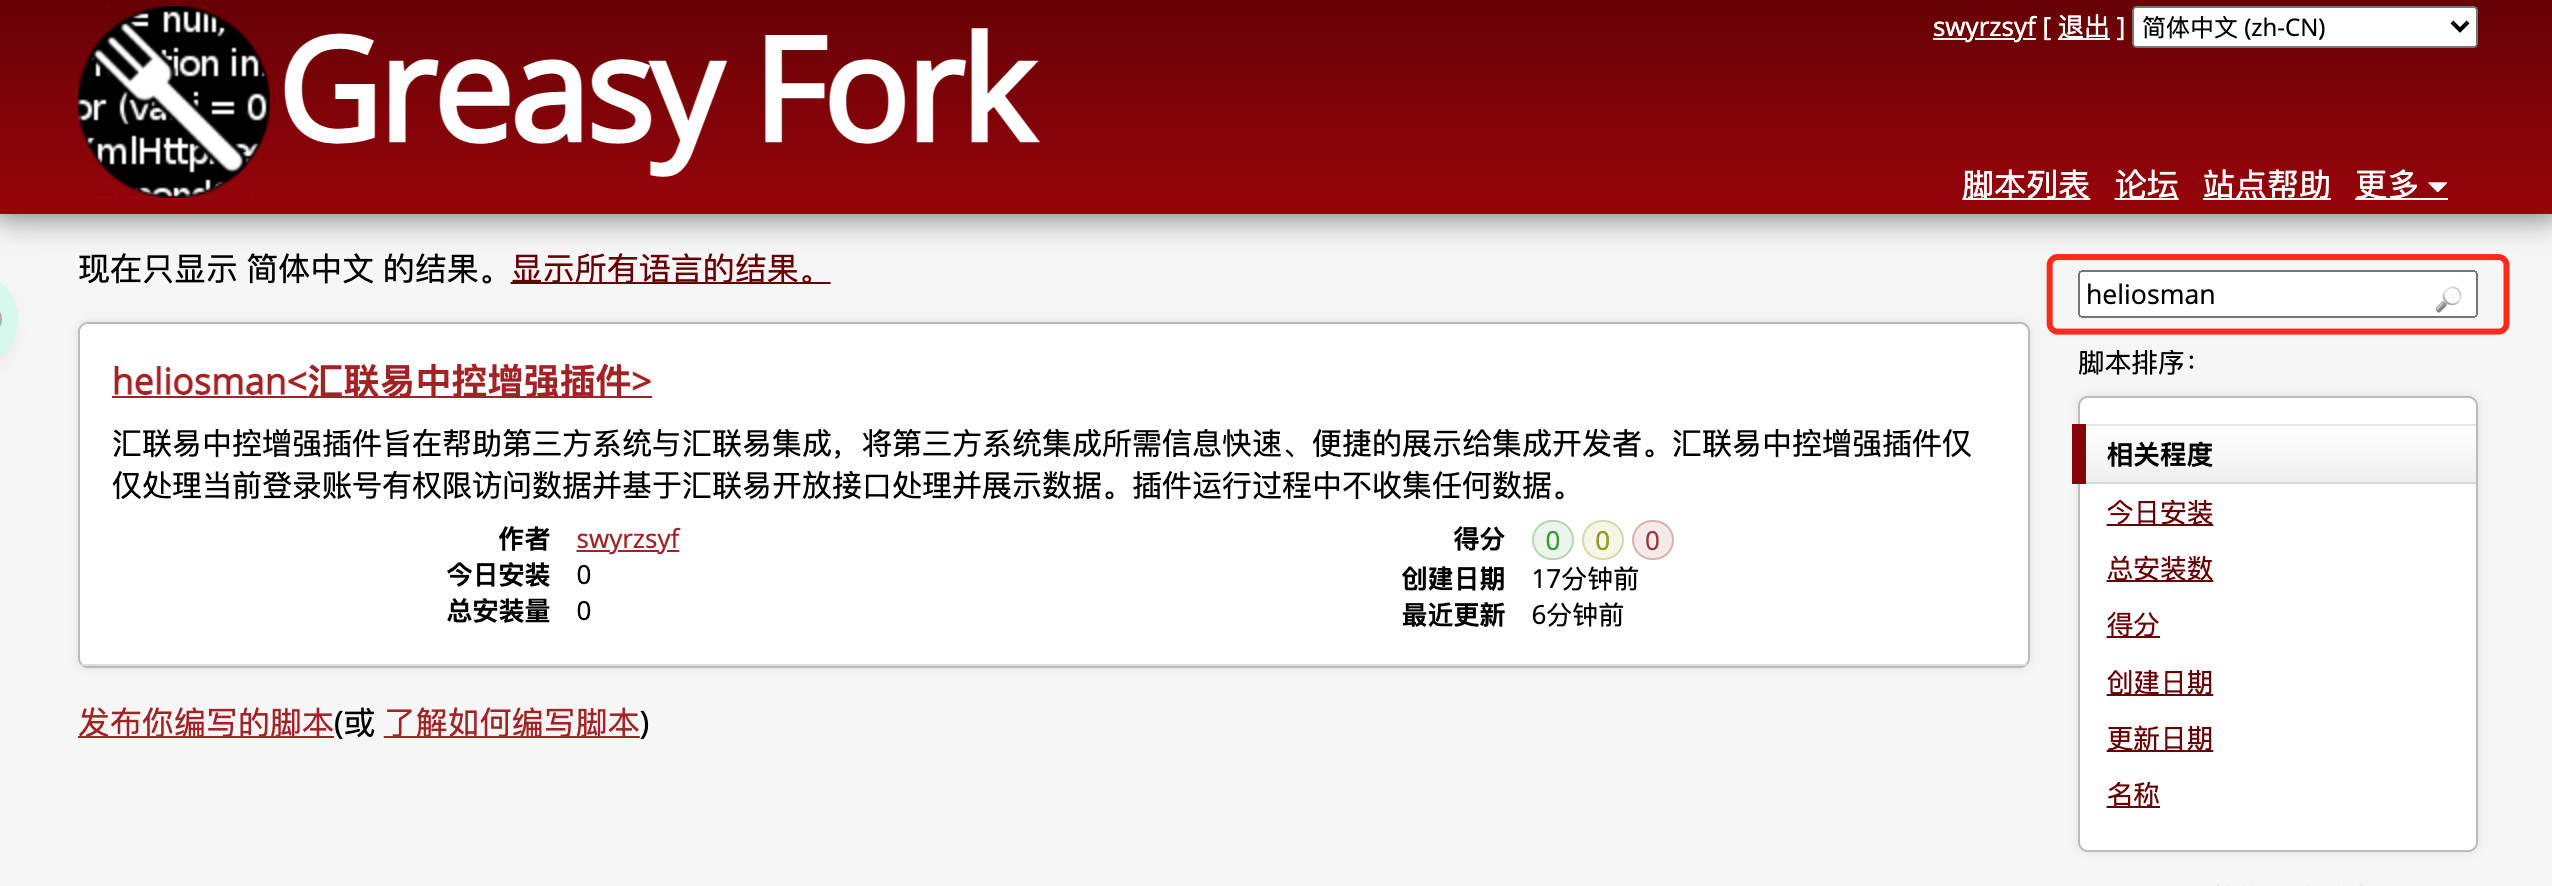 null,
tion in
or (va i = 0
mlHttp
Greasy Fork
swyrzsyf [ 退出 ] 简体中文 (zh-CN)
脚本列表 论坛 站点帮助 更多
现在只显示 简体中文 的结果。显示所有语言的结果。
heliosman
heliosman<汇联易中控增强插件>
汇联易中控增强插件旨在帮助第三方系统与汇联易集成，将第三方系统集成所需信息快速、便捷的展示给集成开发者。汇联易中控增强插件仅
仅处理当前登录账号有权限访问数据并基于汇联易开放接口处理并展示数据。插件运行过程中不收集任何数据。
作者 swyrzsyf
今日安装 0
总安装量 0
得分 0 0 0
创建日期 17分钟前
最近更新 6分钟前
发布你编写的脚本(或 了解如何编写脚本)
脚本排序：
相关程度
今日安装
总安装数
得分
创建日期
更新日期
名称